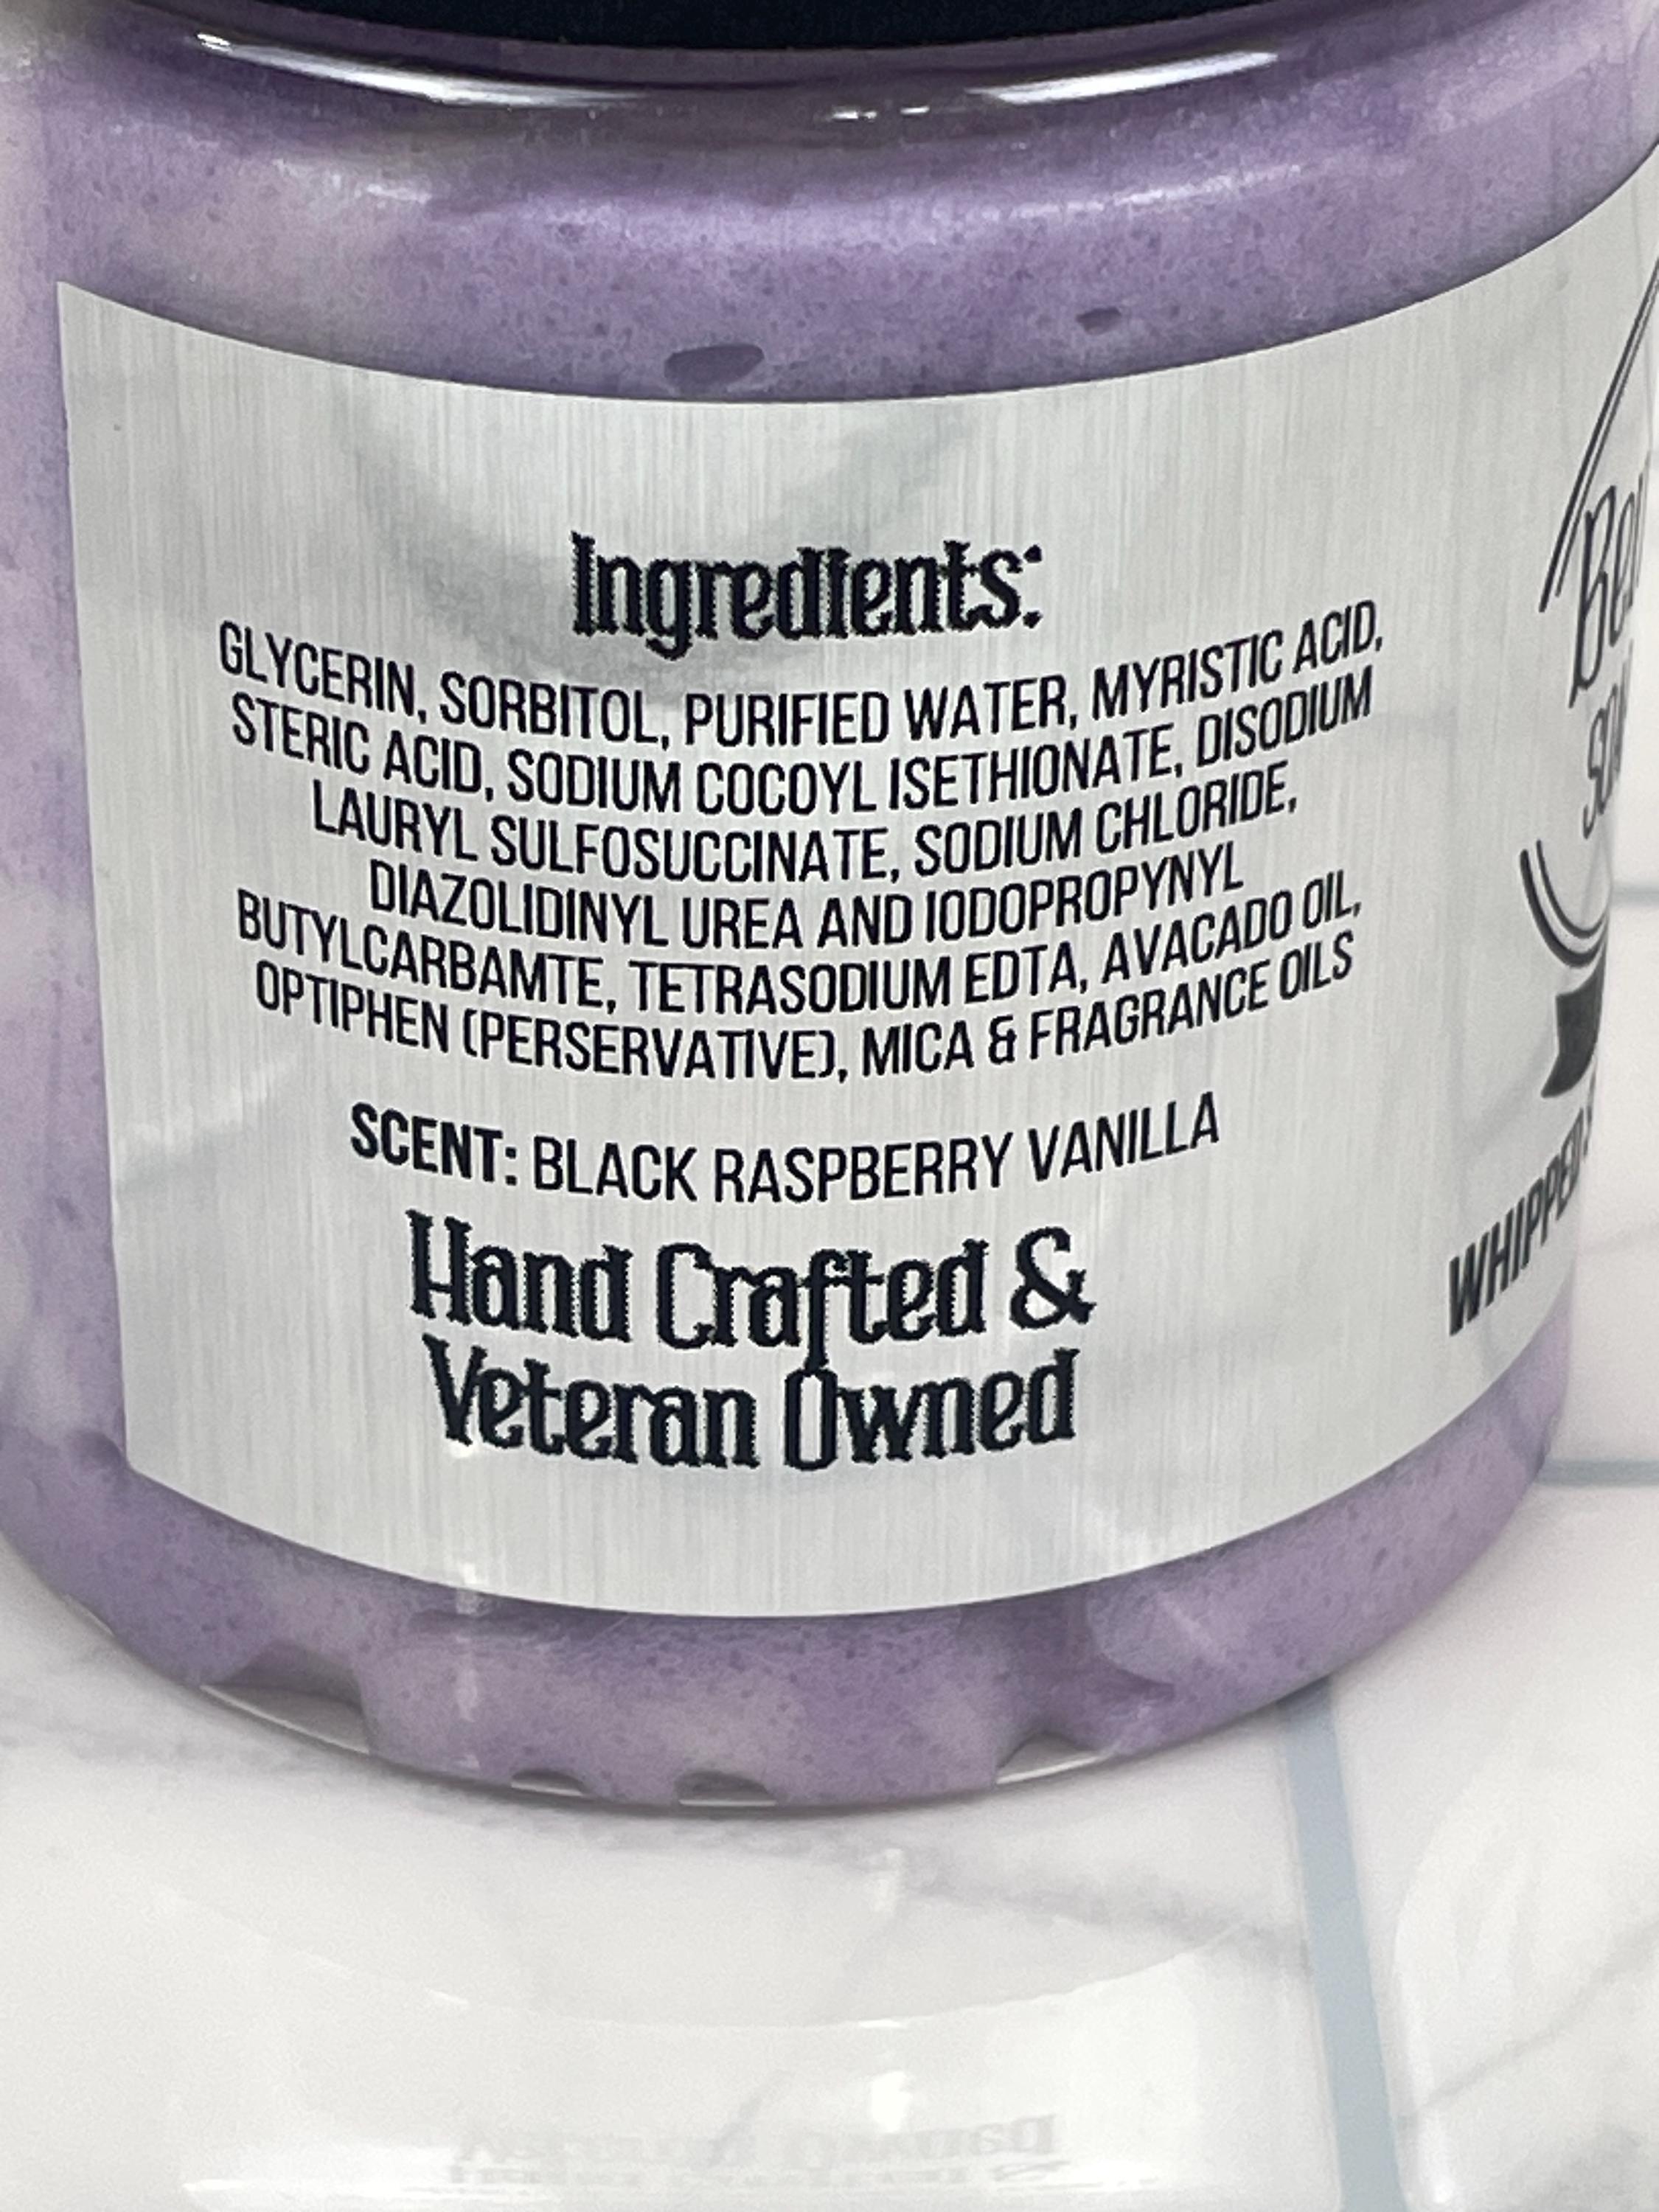 Ingredients:
GLYCERIN, SORBITOL, PURIFIED WATER, MYRISTIC ACID,
STERIC ACID, SODIUM COCOYL ISETHIONATE, DISODIUM
LAURYL SULFOSUCCINATE, SODIUM CHLORIDE,
DIAZOLIDINYL UREA AND IODOPROPYNYL
BUTYLCARBAMTE, TETRASODIUM EDTA, AVACADO OIL,
OPTIPHEN (PERSERVATIVE), MICA & FRAGRANCE OILS
SCENT: BLACK RASPBERRY VANILLA
Hand Crafted &
Veteran Owned
WHIPPED